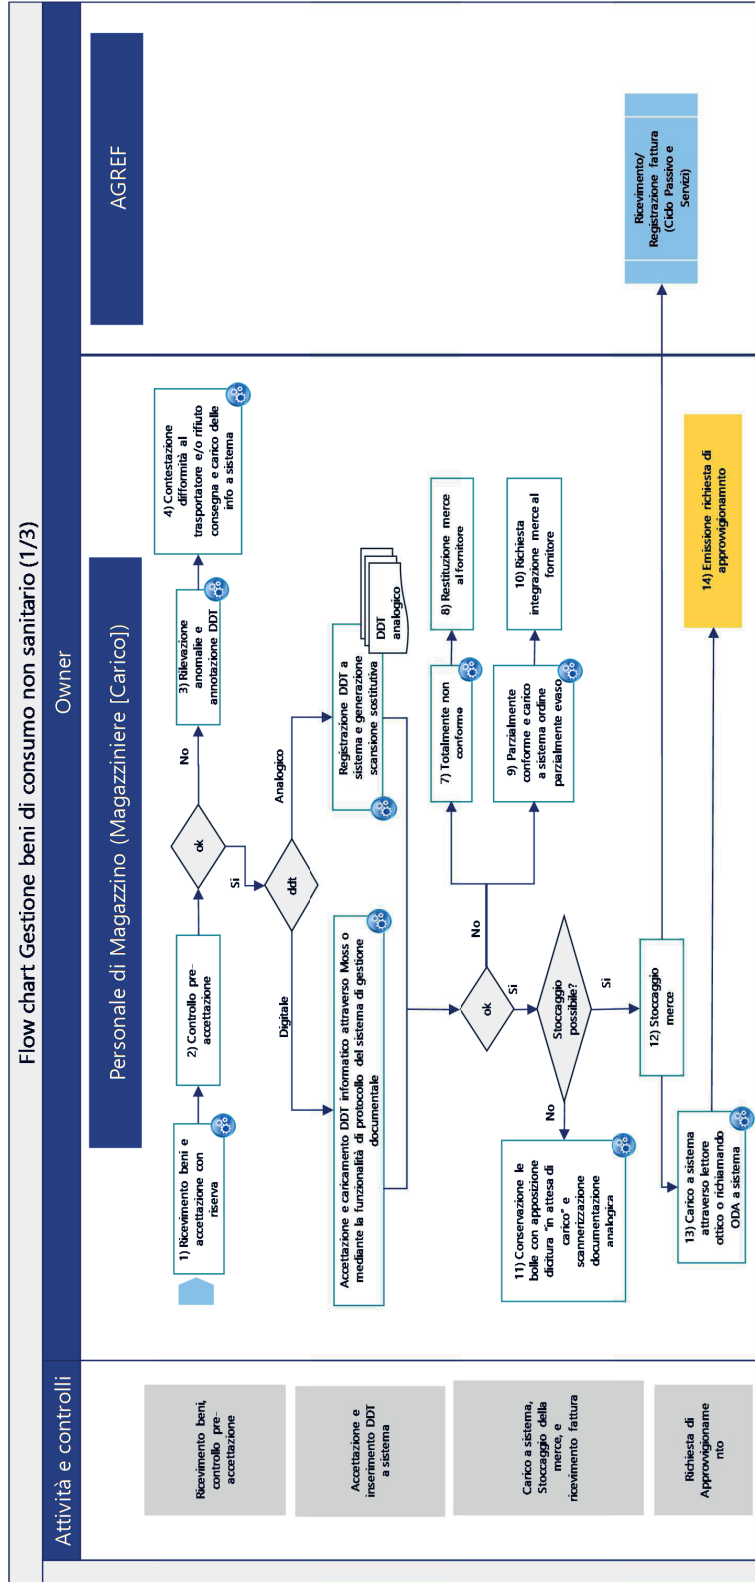 Flow chart Gestione beni di consumo non sanitario (1/3)
Attività e controlli
Owner
Personale di Magazzino (Magazziniere [Carico])
AGREF
Ricevimento beni,
controllo pre-
accettazione
1) Ricevimento beni e
accettazione con
riserva
2) Controllo pre-
accettazione
ok
No
Si
3) Rilevazione
anomalie e
annotazione DDT
4) Contestazione
difformità al
trasportatore e/o rifiuto
consegna e carico delle
info a sistema
Accettazione e
inserimento DDT
a sistema
ddt
Digitale
Analogico
Accettazione e caricamento DDT informatico attraverso Moss o
mediante la funzionalità di protocollo del sistema di gestione
documentale
Registrazione DDT a
sistema e generazione
scansione sostitutiva
DDT
analogico
Carico a sistema,
Stoccaggio della
merce, e
ricevimento fattura
ok
No
Si
7) Totalmente non
conforme
8) Restituzione merce
al fornitore
9) Parzialmente
conforme e carico
a sistema ordine
parzialmente evaso
10) Richiesta
integrazione merce al
fornitore
Stoccaggio
possibile?
No
Si
11) Conservazione le
bolle con apposizione
dicitura “in attesa di
carico” e
scannerizzazione
documentazione
analogica
12) Stoccaggio
merce
Ricevimento/
Registrazione fattura
(Ciclo Passivo e
Servizi)
Richiesta di
Approvvigioname
nto
13) Carico a sistema
attraverso lettore
ottico o richiamando
ODA a sistema
14) Emissione richiesta di
approvvigionamnto